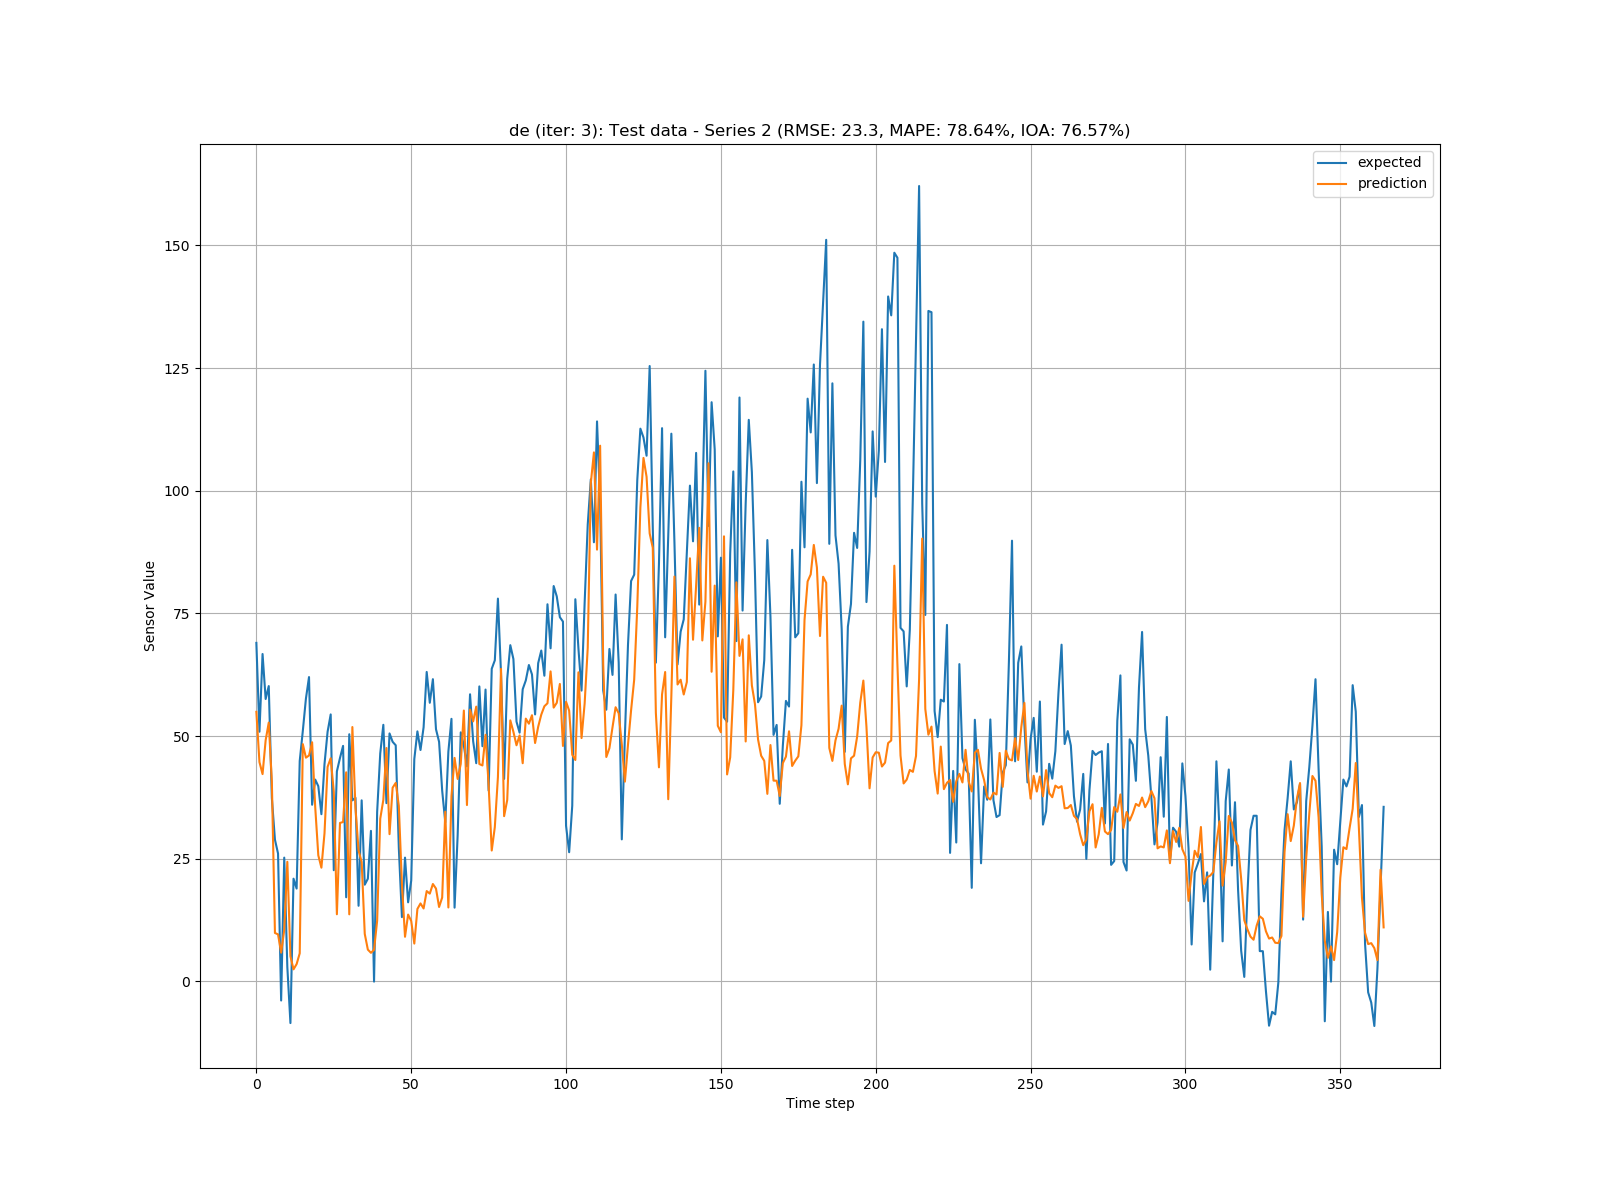 de (iter: 3): Test data - Series 2 (RMSE: 23.3, MAPE: 78.64%, IOA: 76.57%)
expected
prediction
150
125
100
75
50
25
0
Sensor Value
0 50 100 150 200 250 300 350
Time step